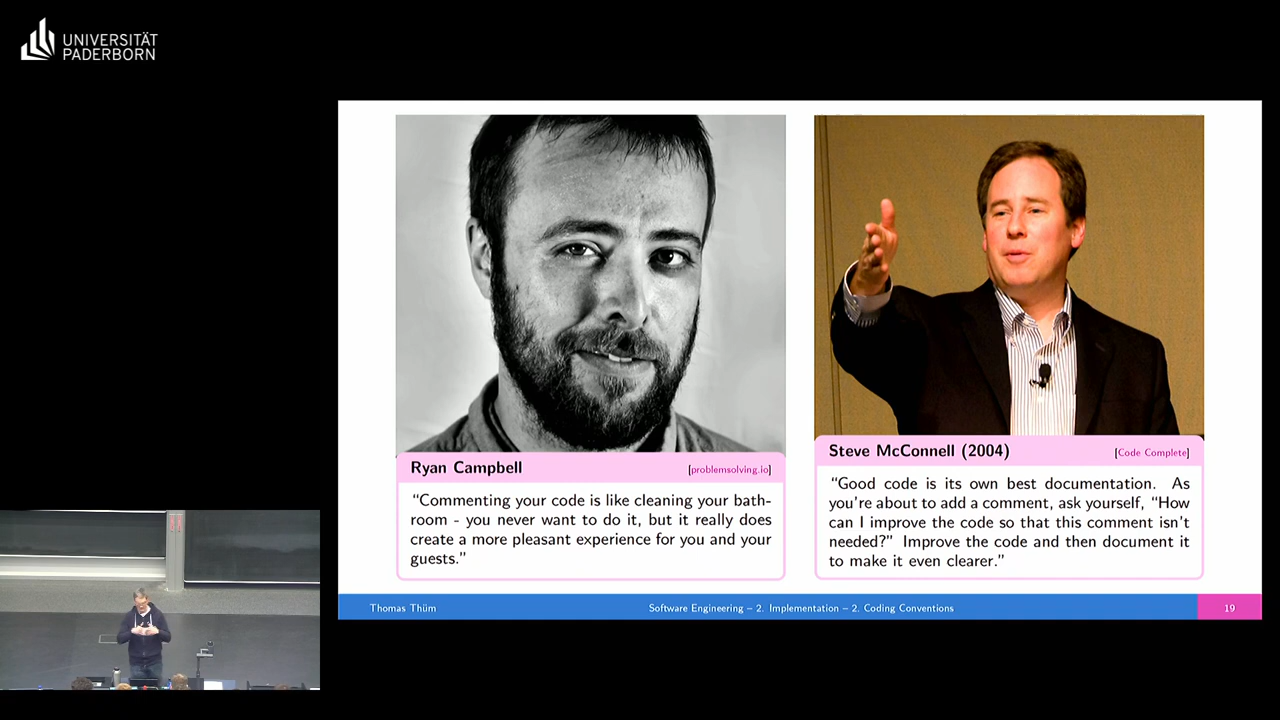 UNIVERSITÄT
PADERBORN
Ryan Campbell
[problemsolving.io]
“Commenting your code is like cleaning your bath-
room - you never want to do it, but it really does
create a more pleasant experience for you and your
guests.”
Steve McConnell (2004)
[Code Complete]
“Good code is its own best documentation. As
you’re about to add a comment, ask yourself, “How
can I improve the code so that this comment isn’t
needed?” Improve the code and then document it
to make it even clearer.”
Thomas Thüm
Software Engineering – 2. Implementation – 2. Coding Conventions
19